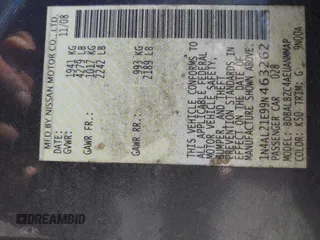 MFD BY NISSAN MOTOR CO., LTD.
DATE: 11/08
GVWR: 1941 KG
4279 LB
GAWR FR.: 1017 KG
2242 LB
GAWR RR.: 993 KG
2189 LB
THIS VEHICLE CONFORMS TO
ALL APPLICABLE FEDERAL
MOTOR VEHICLE SAFETY,
BUMPER, AND THEFT
PREVENTION STANDARDS IN
EFFECT ON THE DATE OF
MANUFACTURE SHOWN ABOVE.
1N4AL21E99N463262
PASSENGER CAR 028
MODEL: BDBALBZCA4EUANMMAP
COLOR: K50 TRIM: G 9N00A
DREAMBID